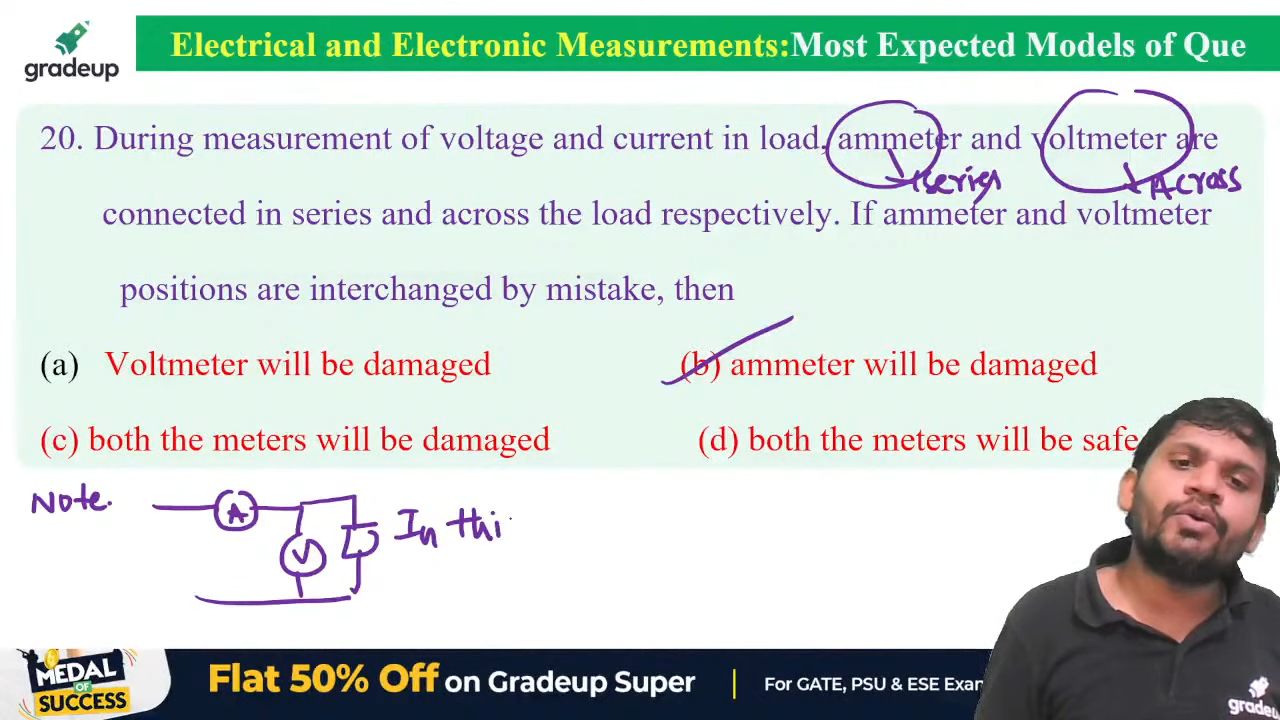 gradeup
Electrical and Electronic Measurements:Most Expected Models of Que
20. During measurement of voltage and current in load, ammeter and voltmeter are
series
Across
connected in series and across the load respectively. If ammeter and voltmeter
positions are interchanged by mistake, then
(a) Voltmeter will be damaged
(b) ammeter will be damaged
(c) both the meters will be damaged
(d) both the meters will be safe
Note.
A
V
In thi
MEDAL
OF
SUCCESS
Flat 50% Off on Gradeup Super
For GATE, PSU & ESE Exam
gradeup